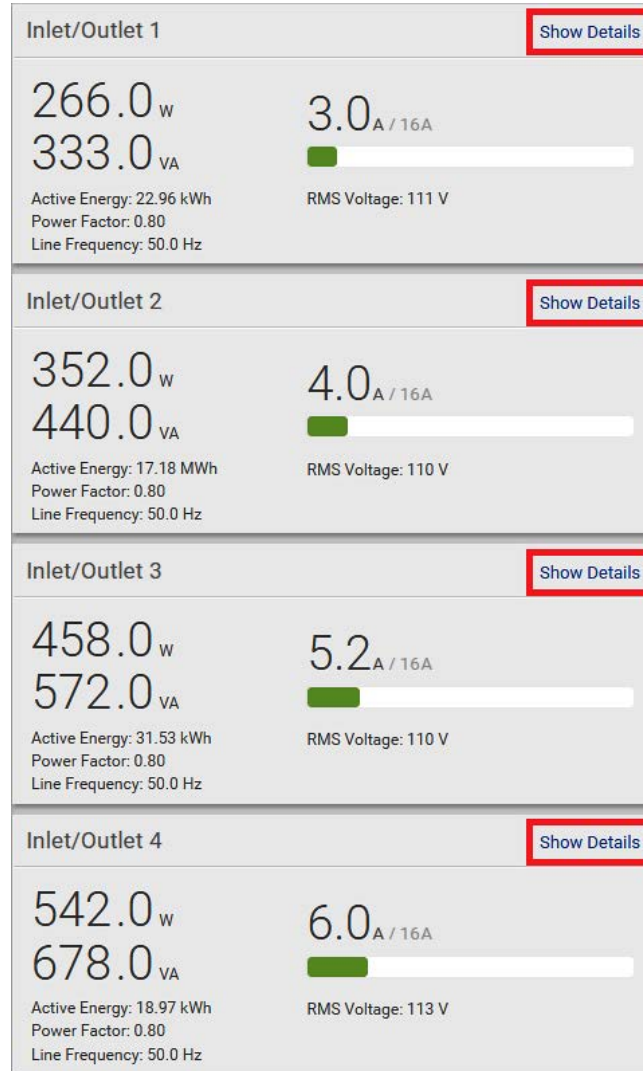 Inlet/Outlet 1 Show Details
266.0 W
333.0 VA
3.0 A / 16A
Active Energy: 22.96 kWh
Power Factor: 0.80
Line Frequency: 50.0 Hz
RMS Voltage: 111 V
Inlet/Outlet 2 Show Details
352.0 W
440.0 VA
4.0 A / 16A
Active Energy: 17.18 MWh
Power Factor: 0.80
Line Frequency: 50.0 Hz
RMS Voltage: 110 V
Inlet/Outlet 3 Show Details
458.0 W
572.0 VA
5.2 A / 16A
Active Energy: 31.53 kWh
Power Factor: 0.80
Line Frequency: 50.0 Hz
RMS Voltage: 110 V
Inlet/Outlet 4 Show Details
542.0 W
678.0 VA
6.0 A / 16A
Active Energy: 18.97 kWh
Power Factor: 0.80
Line Frequency: 50.0 Hz
RMS Voltage: 113 V